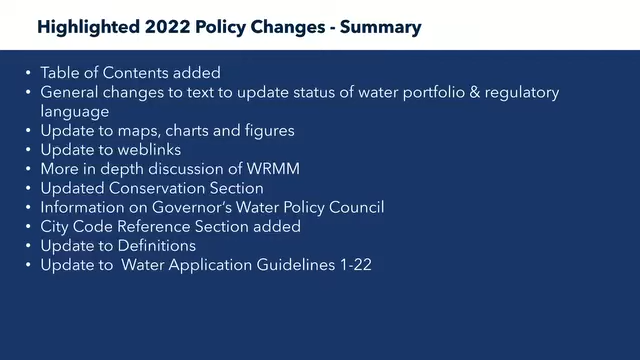 Highlighted 2022 Policy Changes - Summary
• Table of Contents added
• General changes to text to update status of water portfolio & regulatory
language
• Update to maps, charts and figures
• Update to weblinks
• More in depth discussion of WRMM
• Updated Conservation Section
• Information on Governor's Water Policy Council
• City Code Reference Section added
• Update to Definitions
• Update to  Water Application Guidelines 1-22